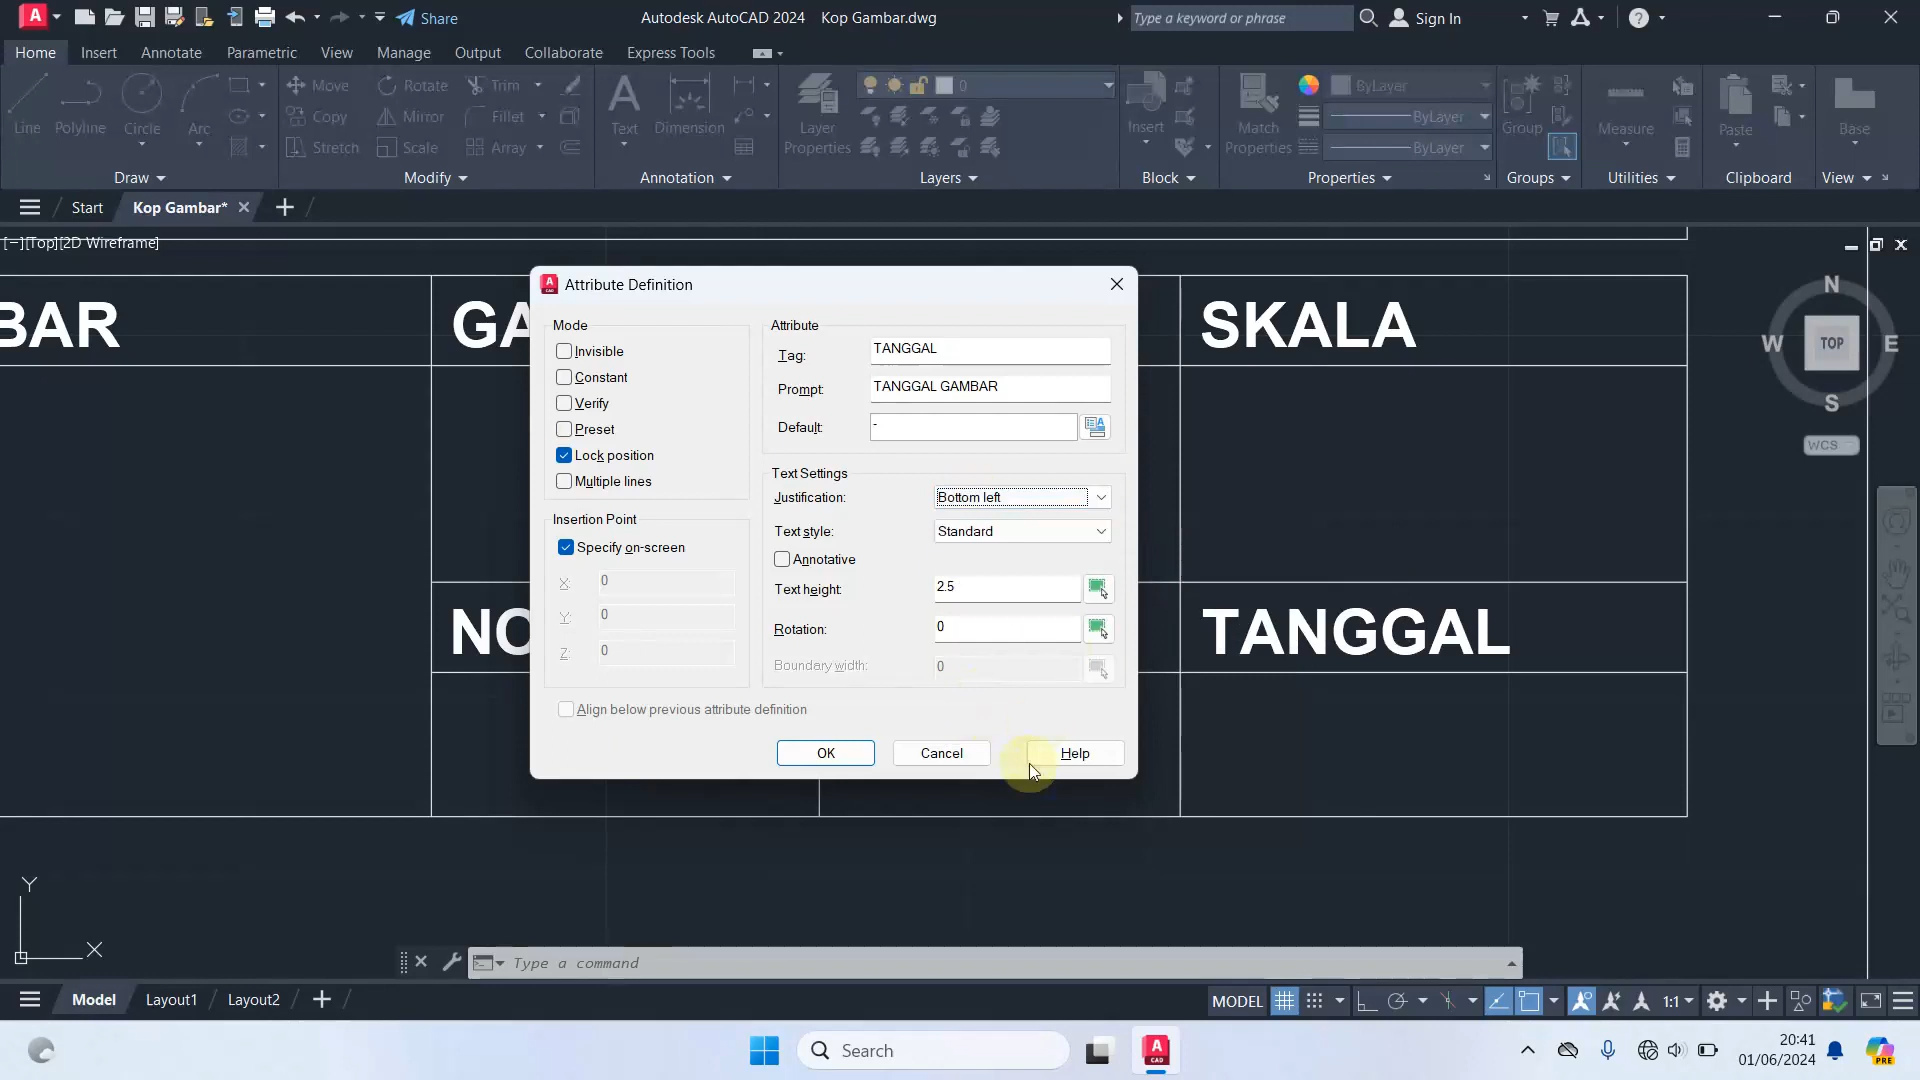 Share
Autodesk AutoCAD 2024 Kop Gambar.dwg
Type a keyword or phrase
Sign In
Home Insert Annotate Parametric View Manage Output Collaborate Express Tools
Line Polyline Circle Arc
Move Rotate Trim
Copy Mirror Fillet
Stretch Scale Array
Text Dimension
Layer Properties
0
Insert
Match Properties
ByLayer
ByLayer
ByLayer
Group
Measure
Paste
Base
Draw Modify Annotation Layers Block Properties Groups Utilities Clipboard View
Start Kop Gambar*
[−][Top][2D Wireframe]
BAR GA SKALA
NO TANGGAL
N
W TOP E
S
WCS
Attribute Definition
Mode
Invisible
Constant
Verify
Preset
Lock position
Multiple lines
Insertion Point
Specify on-screen
X: 0
Y: 0
Z: 0
Attribute
Tag: TANGGAL
Prompt: TANGGAL GAMBAR
Default: -
Text Settings
Justification: Bottom left
Text style: Standard
Annotative
Text height: 2.5
Rotation: 0
Boundary width: 0
Align below previous attribute definition
OK Cancel Help
Y
X
Type a command
Model Layout1 Layout2
MODEL 1:1
Search
20:41
01/06/2024
PRE